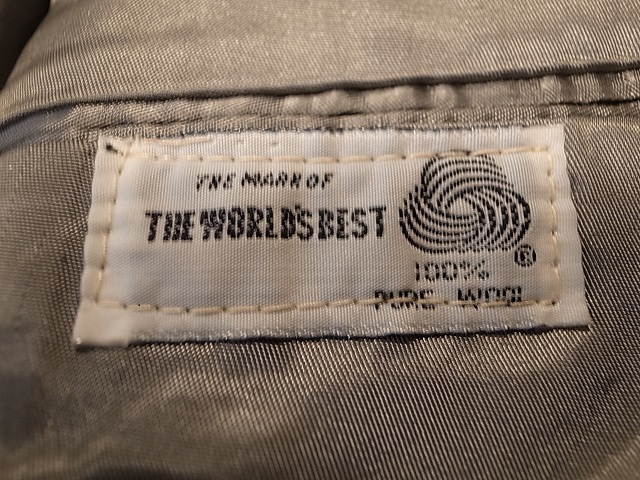 THE MARK OF
THE WORLD'S BEST
®
100%
PURE WOOL